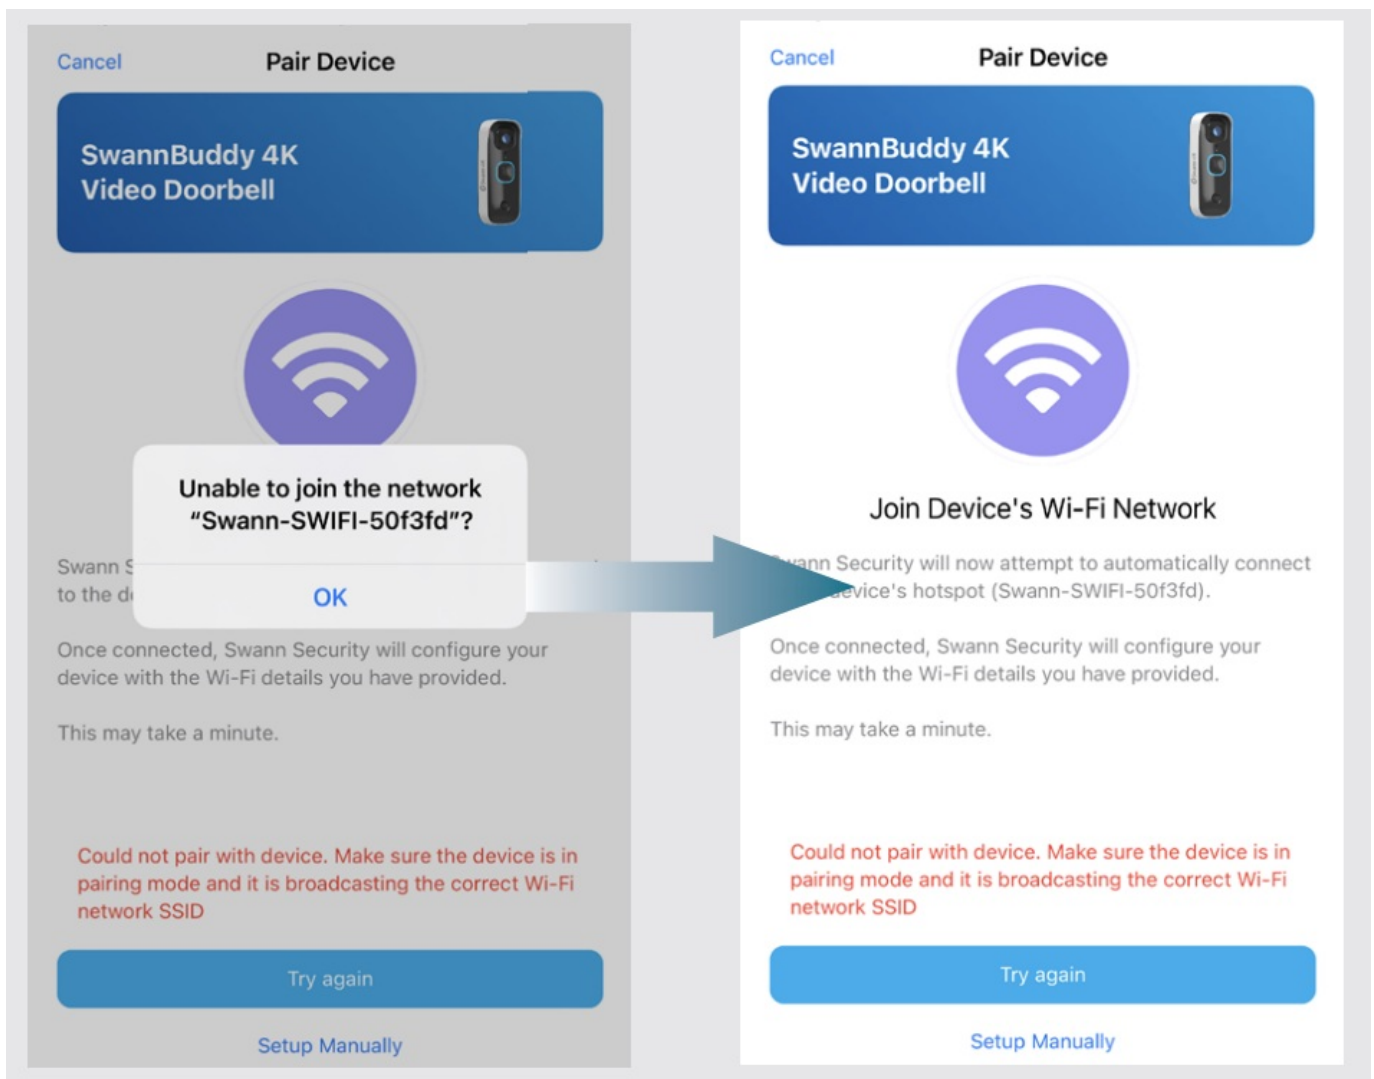 Cancel
Pair Device
SwannBuddy 4K
Video Doorbell
Unable to join the network
“Swann-SWIFI-50f3fd”?
OK
Swann S
to the de
Once connected, Swann Security will configure your
device with the Wi-Fi details you have provided.
This may take a minute.
Could not pair with device. Make sure the device is in
pairing mode and it is broadcasting the correct Wi-Fi
network SSID
Try again
Setup Manually
Cancel
Pair Device
SwannBuddy 4K
Video Doorbell
Join Device's Wi-Fi Network
Swann Security will now attempt to automatically connect
device's hotspot (Swann-SWIFI-50f3fd).
Once connected, Swann Security will configure your
device with the Wi-Fi details you have provided.
This may take a minute.
Could not pair with device. Make sure the device is in
pairing mode and it is broadcasting the correct Wi-Fi
network SSID
Try again
Setup Manually